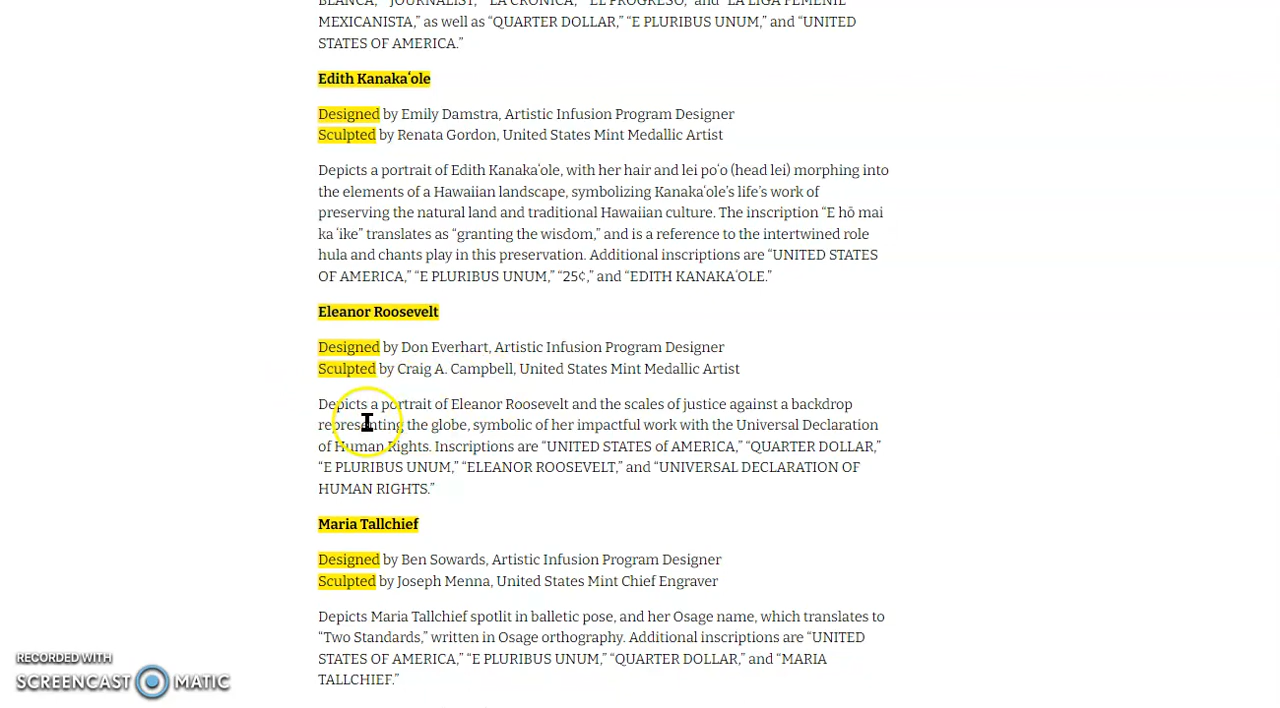 BLANCA,” “JOURNALIST,” “LA CRÓNICA,” “EL PROGRESO,” and “LA LIGA FEMENIL
MEXICANISTA,” as well as “QUARTER DOLLAR,” “E PLURIBUS UNUM,” and “UNITED
STATES OF AMERICA.”
Edith Kanakaʻole
Designed by Emily Damstra, Artistic Infusion Program Designer
Sculpted by Renata Gordon, United States Mint Medallic Artist
Depicts a portrait of Edith Kanakaʻole, with her hair and lei poʻo (head lei) morphing into
the elements of a Hawaiian landscape, symbolizing Kanakaʻole’s life’s work of
preserving the natural land and traditional Hawaiian culture. The inscription “E hō mai
ka ʻike” translates as “granting the wisdom,” and is a reference to the intertwined role
hula and chants play in this preservation. Additional inscriptions are “UNITED STATES
OF AMERICA,” “E PLURIBUS UNUM,” “25¢,” and “EDITH KANAKAʻOLE.”
Eleanor Roosevelt
Designed by Don Everhart, Artistic Infusion Program Designer
Sculpted by Craig A. Campbell, United States Mint Medallic Artist
Depicts a portrait of Eleanor Roosevelt and the scales of justice against a backdrop
representing the globe, symbolic of her impactful work with the Universal Declaration
of Human Rights. Inscriptions are “UNITED STATES of AMERICA,” “QUARTER DOLLAR,”
“E PLURIBUS UNUM,” “ELEANOR ROOSEVELT,” and “UNIVERSAL DECLARATION OF
HUMAN RIGHTS.”
Maria Tallchief
Designed by Ben Sowards, Artistic Infusion Program Designer
Sculpted by Joseph Menna, United States Mint Chief Engraver
Depicts Maria Tallchief spotlit in balletic pose, and her Osage name, which translates to
“Two Standards,” written in Osage orthography. Additional inscriptions are “UNITED
STATES OF AMERICA,” “E PLURIBUS UNUM,” “QUARTER DOLLAR,” and “MARIA
TALLCHIEF.”
RECORDED WITH
SCREENCAST MATIC